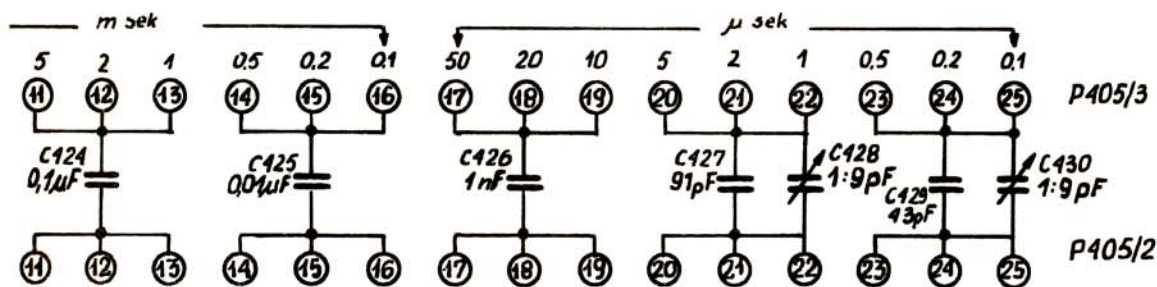 m sek μ sek
5 2 1 0,5 0,2 0,1 50 20 10 5 2 1 0,5 0,2 0,1
11 12 13 14 15 16 17 18 19 20 21 22 23 24 25 P405/3
C424 C425 C426 C427 C428 C430
0,1μF 0,01μF 1nF 91pF 1:9pF 1:9pF
C429
43pF
11 12 13 14 15 16 17 18 19 20 21 22 23 24 25 P405/2